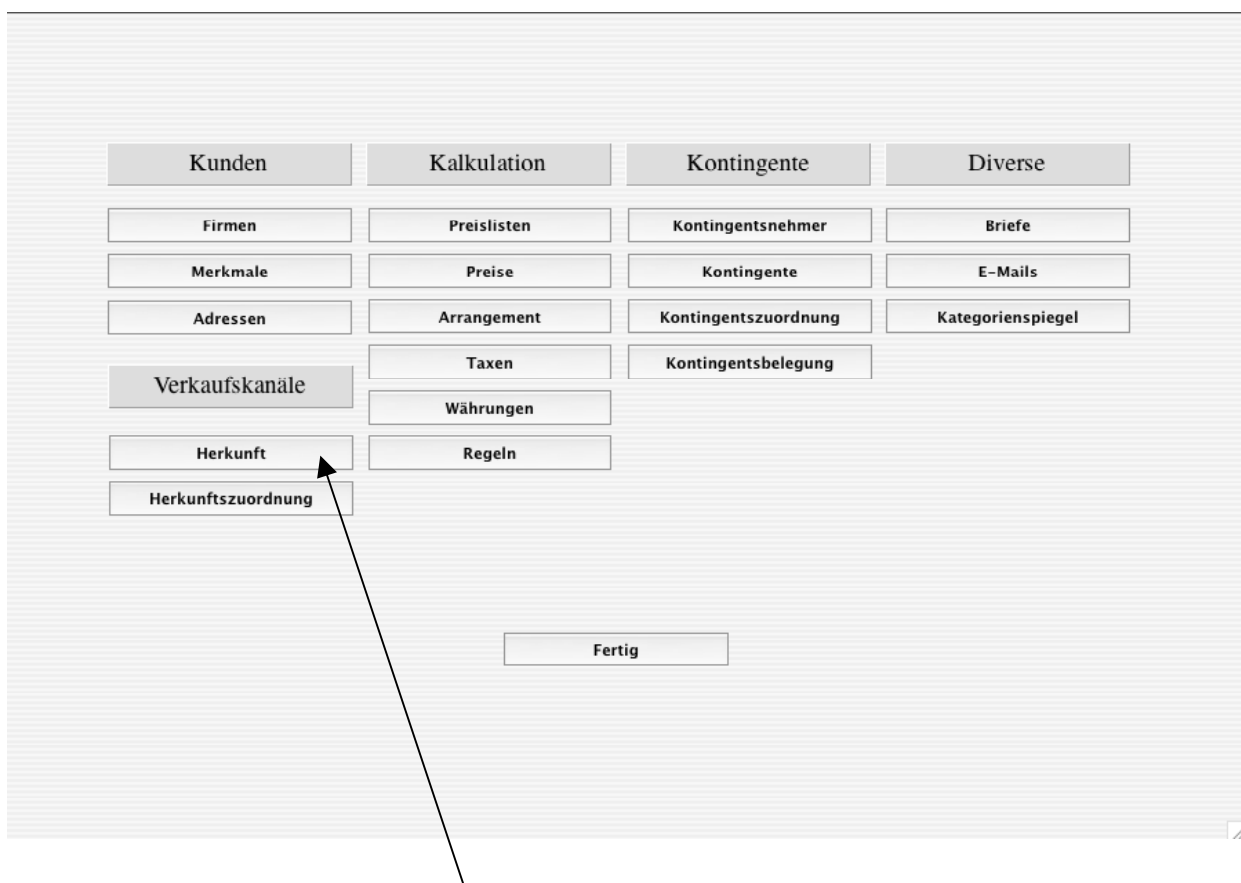 Kunden
Firmen
Merkmale
Adressen
Verkaufskanäle
Herkunft
Herkunftszuordnung
Kalkulation
Preislisten
Preise
Arrangement
Taxen
Währungen
Regeln
Kontingente
Kontingentsnehmer
Kontingente
Kontingentszuordnung
Kontingentsbelegung
Diverse
Briefe
E-Mails
Kategorienspiegel
Fertig